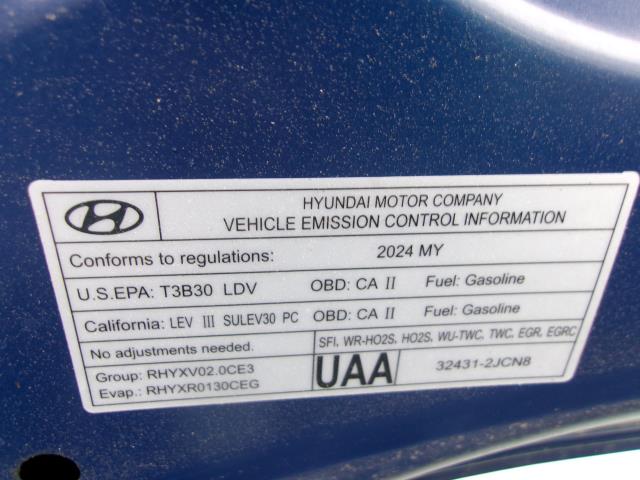 HYUNDAI MOTOR COMPANY
VEHICLE EMISSION CONTROL INFORMATION
Conforms to regulations: 2024 MY
U.S.EPA: T3B30 LDV OBD: CA II Fuel: Gasoline
California: LEV III SULEV30 PC OBD: CA II Fuel: Gasoline
No adjustments needed. SFI, WR-HO2S, HO2S, WU-TWC, TWC, EGR, EGRC
Group: RHYXV02.0CE3
Evap.: RHYXR0130CEG
UAA 32431-2JCN8